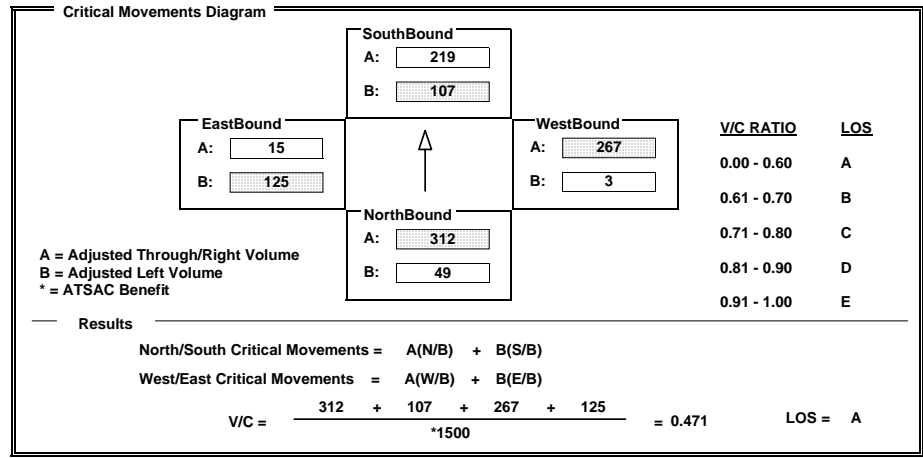 Critical Movements Diagram
SouthBound
A: 219
B: 107
EastBound
A: 15
B: 125
WestBound
A: 267
B: 3
NorthBound
A: 312
B: 49
V/C RATIO LOS
0.00 - 0.60 A
0.61 - 0.70 B
0.71 - 0.80 C
0.81 - 0.90 D
0.91 - 1.00 E
A = Adjusted Through/Right Volume
B = Adjusted Left Volume
* = ATSAC Benefit
Results
North/South Critical Movements = A(N/B) + B(S/B)
West/East Critical Movements = A(W/B) + B(E/B)
312 + 107 + 267 + 125
V/C = = 0.471 LOS = A
*1500